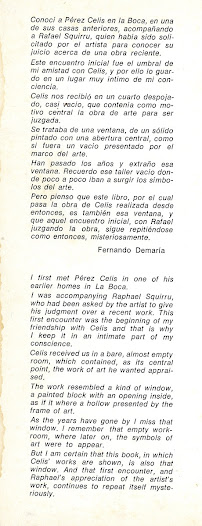 Conocí a Pérez Celis en la Boca, en una
de sus casas anteriores, acompañando
a Rafael Squirru, quien había sido soli-
citado por el artista para conocer su
juicio acerca de una obra reciente.
Este encuentro inicial fue el umbral de
mi amistad con Celis, y por ello lo guar-
do en un lugar muy íntimo de mi con-
ciencia.
Celis nos recibió en un cuarto despoja-
do, casi vacío, que contenía como mo-
tivo central la obra de arte para ser
juzgada.
Se trataba de una ventana, de un sólido
pintado con una abertura central, como
si fuera un vacío presentado por el
marco del arte.
Han pasado los años y extraño esa
ventana. Recuerdo ese taller vacío don-
de poco a poco iban a surgir los símbo-
los del arte.
Pero pienso que este libro, por el cual
pasa la obra de Celis realizada desde
entonces, es también esa ventana, y
que aquel encuentro inicial, con Rafael
juzgando la obra, sigue repitiéndose
como entonces, misteriosamente.
Fernando Demaría
I first met Pérez Celis in one of his
earlier homes in La Boca.
I was accompanying Raphael Squirru,
who had been asked by the artist to give
his judgment over a recent work. This
first encounter was the beginning of my
friendship with Celis and that is why
I keep it in an intimate part of my
conscience.
Celis received us in a bare, almost empty
room, which contained, as its central
point, the work of art he wanted apprai-
sed.
The work resembled a kind of window,
a painted block with an opening inside,
as if it where a hollow presented by the
frame of art.
As the years have gone by I miss that
window. I remember that empty work-
room, where later on, the symbols of
art were to appear.
But I am certain that this book, in which
Celis' works are shown, is also that
window. And that first encounter, and
Raphael's appreciation of the artist's
work, continues to repeat itself myste-
riously.